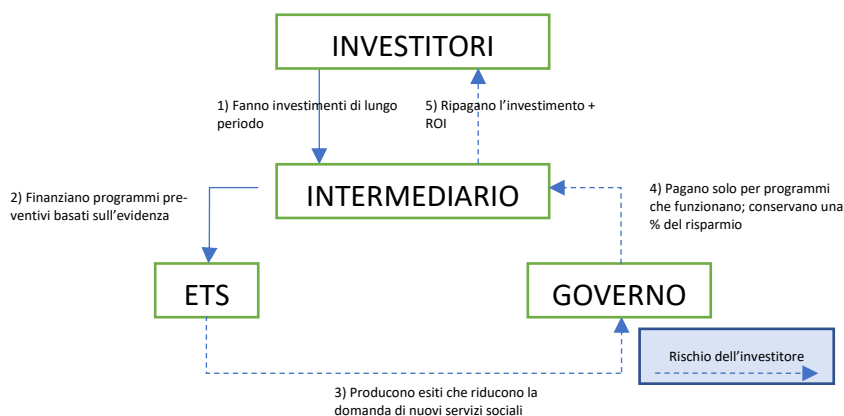 INVESTITORI
1) Fanno investimenti di lungo
periodo
5) Ripagano l'investimento +
ROI
2) Finanziano programmi pre-
ventivi basati sull'evidenza
INTERMEDIARIO
4) Pagano solo per programmi
che funzionano; conservano una
% del risparmio
ETS
GOVERNO
Rischio dell'investitore
3) Producono esiti che riducono la
domanda di nuovi servizi sociali